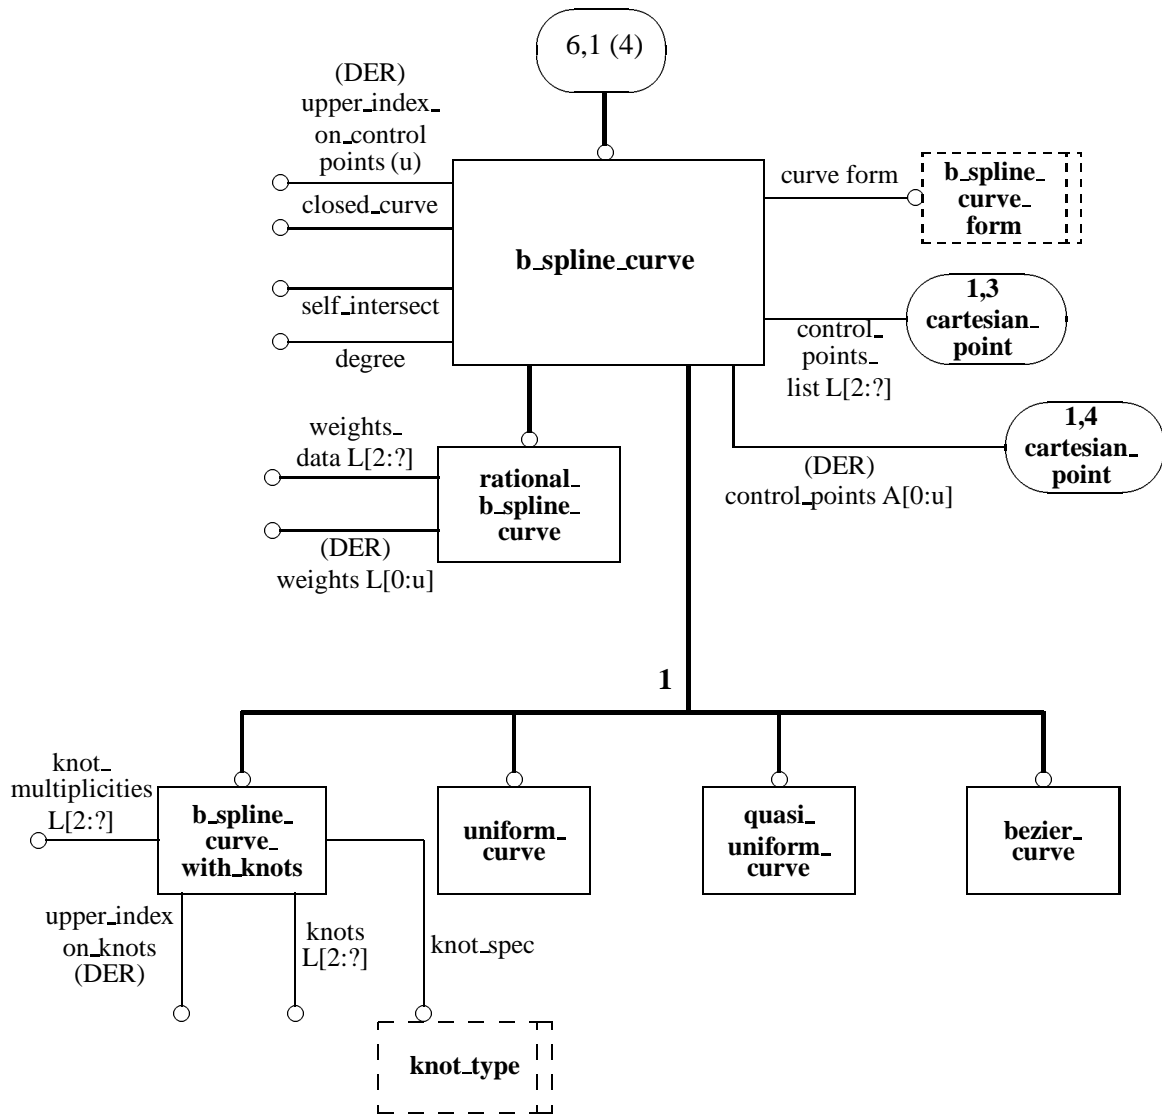 6,1 (4)
(DER)
upper_index_
on_control
points (u)
closed_curve
self_intersect
degree
b_spline_curve
curve form
b_spline_
curve_
form
1,3
cartesian_
point
control_
points_
list L[2:?]
1,4
cartesian_
point
(DER)
control_points A[0:u]
weights_
data L[2:?]
rational_
b_spline_
curve
(DER)
weights L[0:u]
1
knot_
multiplicities
L[2:?]
b_spline_
curve_
with_knots
uniform_
curve
quasi_
uniform_
curve
bezier_
curve
upper_index
on_knots
(DER)
knots
L[2:?]
knot_spec
knot_type